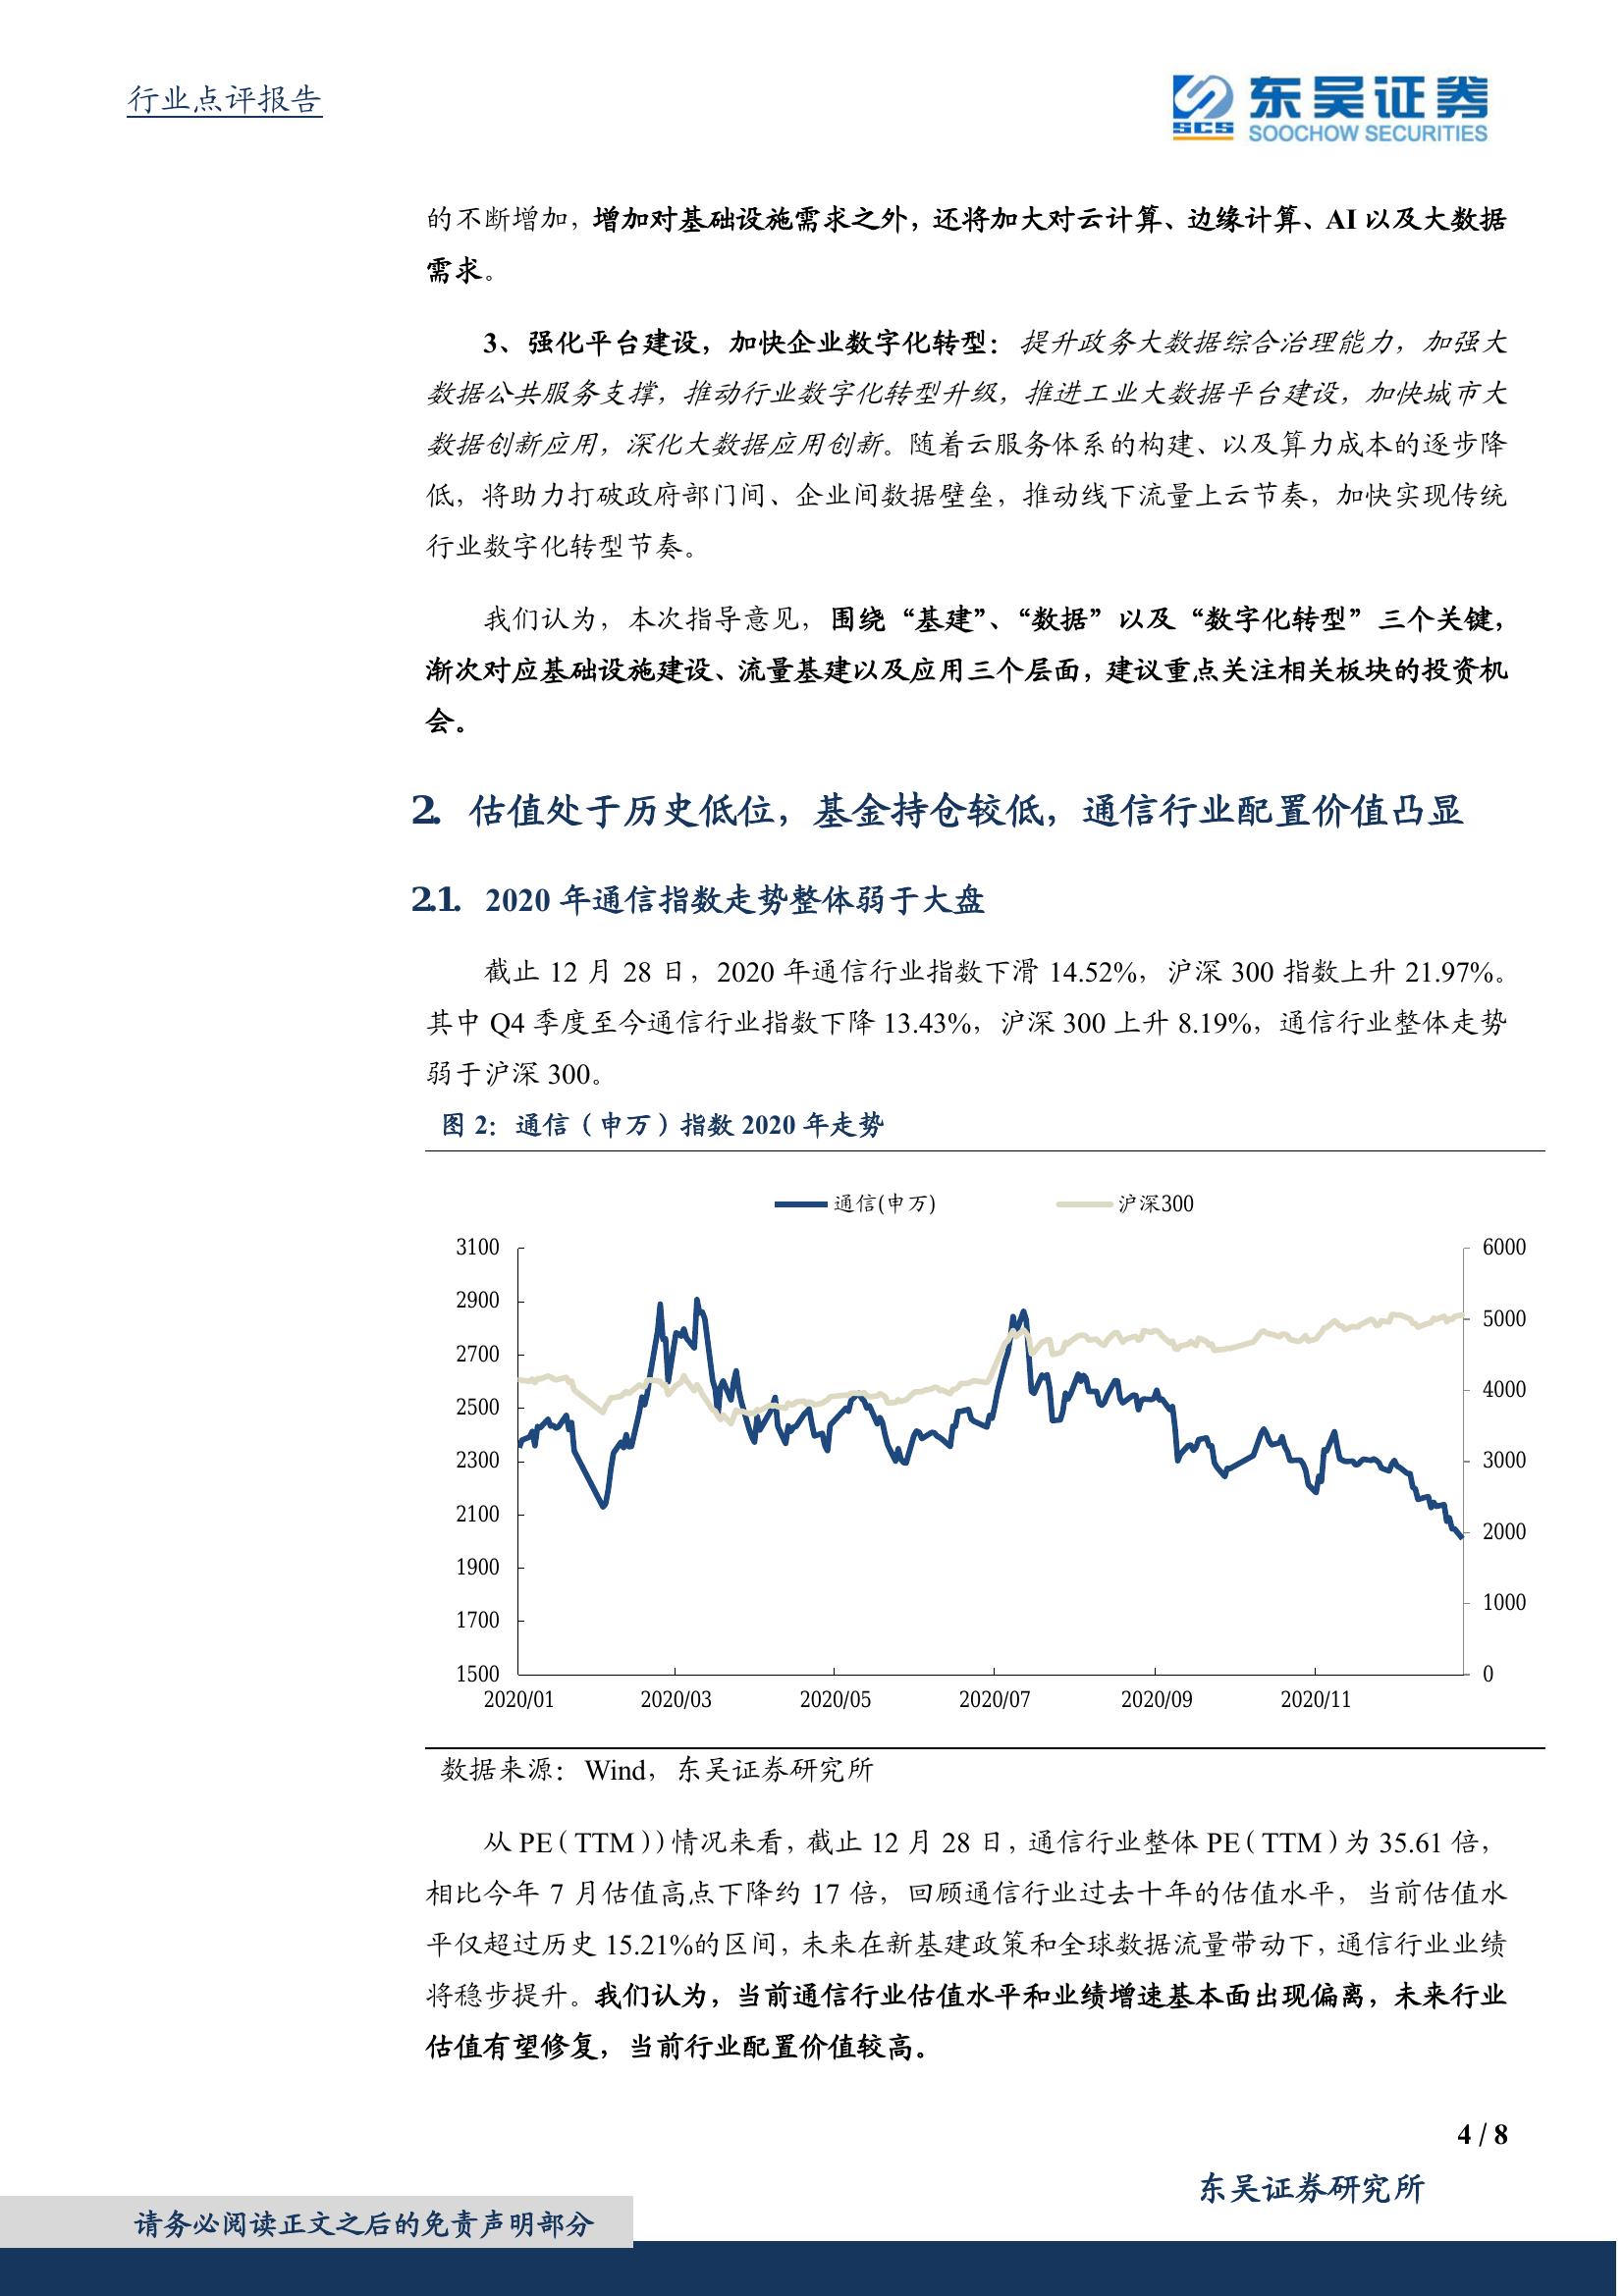 行业点评报告
SCS
东吴证券
SOOCHOW SECURITIES
的不断增加，增加对基础设施需求之外，还将加大对云计算、边缘计算、AI 以及大数据
需求。
3、强化平台建设，加快企业数字化转型：提升政务大数据综合治理能力，加强大
数据公共服务支撑，推动行业数字化转型升级，推进工业大数据平台建设，加快城市大
数据创新应用，深化大数据应用创新。随着云服务体系的构建、以及算力成本的逐步降
低，将助力打破政府部门间、企业间数据壁垒，推动线下流量上云节奏，加快实现传统
行业数字化转型节奏。
我们认为，本次指导意见，围绕“基建”、“数据”以及“数字化转型”三个关键，
渐次对应基础设施建设、流量基建以及应用三个层面，建议重点关注相关板块的投资机
会。
2. 估值处于历史低位，基金持仓较低，通信行业配置价值凸显
2.1. 2020 年通信指数走势整体弱于大盘
截止 12 月 28 日，2020 年通信行业指数下滑 14.52%，沪深 300 指数上升 21.97%。
其中 Q4 季度至今通信行业指数下降 13.43%，沪深 300 上升 8.19%，通信行业整体走势
弱于沪深 300。
图 2：通信（申万）指数 2020 年走势
通信(申万) 沪深300
3100 6000
2900 5000
2700
2500 4000
2300 3000
2100 2000
1900
1700 1000
1500 0
2020/01 2020/03 2020/05 2020/07 2020/09 2020/11
数据来源：Wind，东吴证券研究所
从 PE（TTM））情况来看，截止 12 月 28 日，通信行业整体 PE（TTM）为 35.61 倍，
相比今年 7 月估值高点下降约 17 倍，回顾通信行业过去十年的估值水平，当前估值水
平仅超过历史 15.21%的区间，未来在新基建政策和全球数据流量带动下，通信行业业绩
将稳步提升。我们认为，当前通信行业估值水平和业绩增速基本面出现偏离，未来行业
估值有望修复，当前行业配置价值较高。
4 / 8
东吴证券研究所
请务必阅读正文之后的免责声明部分